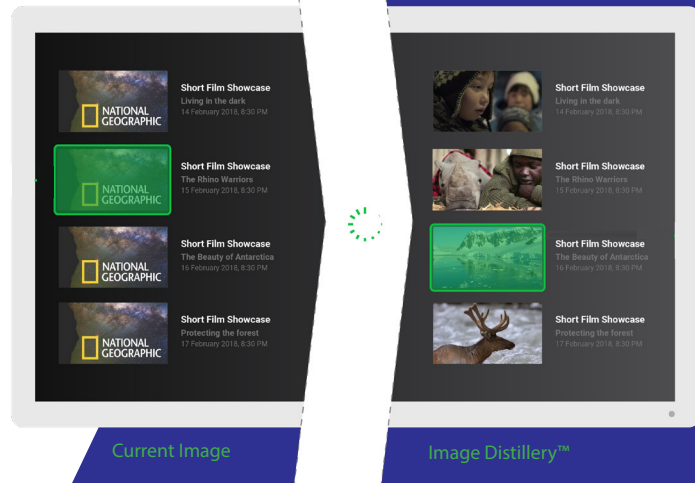 NATIONAL
GEOGRAPHIC
Short Film Showcase
Living in the dark
14 February 2018, 8:30 PM
NATIONAL
GEOGRAPHIC
Short Film Showcase
The Rhino Warriors
15 February 2018, 8:30 PM
NATIONAL
GEOGRAPHIC
Short Film Showcase
The Beauty of Antarctica
16 February 2018, 8:30 PM
NATIONAL
GEOGRAPHIC
Short Film Showcase
Protecting the forest
17 February 2018, 8:30 PM
Current Image
Short Film Showcase
Living in the dark
14 February 2018, 8:30 PM
Short Film Showcase
The Rhino Warriors
15 February 2018, 8:30 PM
Short Film Showcase
The Beauty of Antarctica
16 February 2018, 8:30 PM
Short Film Showcase
Protecting the forest
17 February 2018, 8:30 PM
Image Distillery™